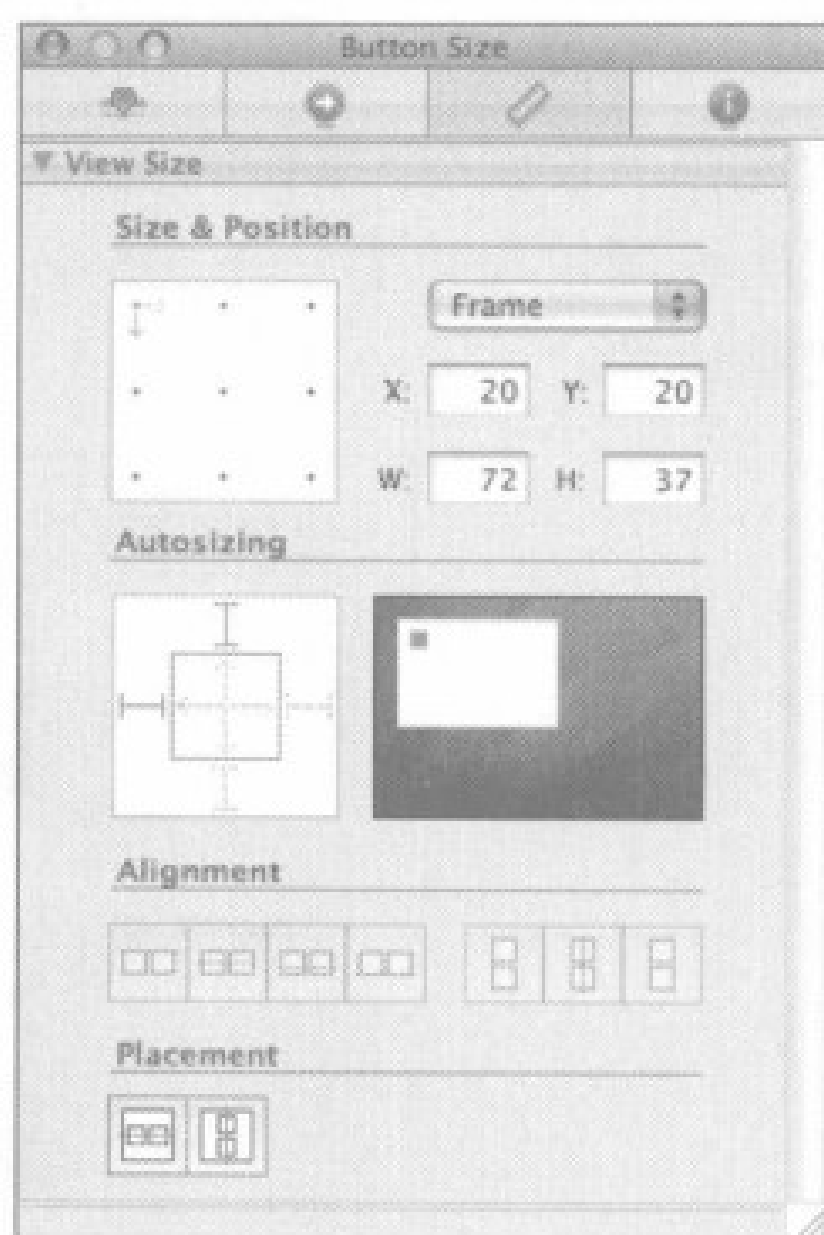 Button Size
View Size
Size & Position
Frame
X: 20 Y: 20
W: 72 H: 37
Autosizing
Alignment
Placement